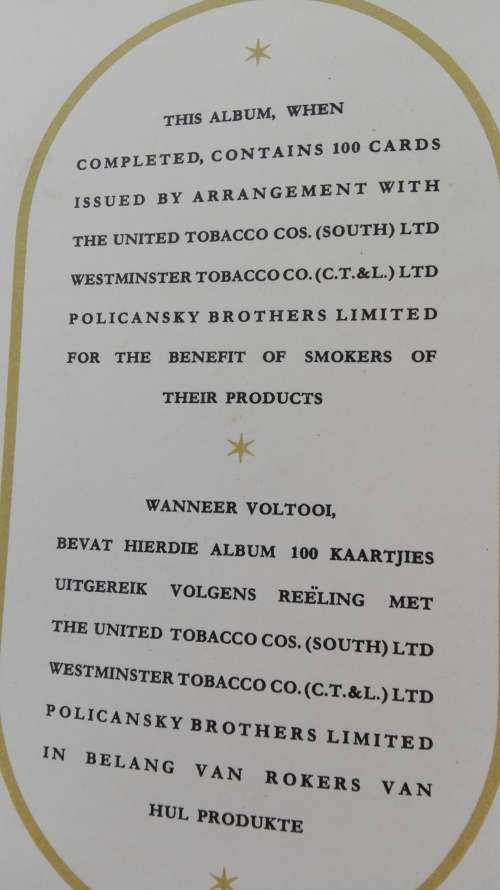 THIS ALBUM, WHEN
COMPLETED, CONTAINS 100 CARDS
ISSUED BY ARRANGEMENT WITH
THE UNITED TOBACCO COS. (SOUTH) LTD
WESTMINSTER TOBACCO CO. (C.T.&L.) LTD
POLICANSKY BROTHERS LIMITED
FOR THE BENEFIT OF SMOKERS OF
THEIR PRODUCTS
WANNEER VOLTOOI,
BEVAT HIERDIE ALBUM 100 KAARTJIES
UITGEREIK VOLGENS REËLING MET
THE UNITED TOBACCO COS. (SOUTH) LTD
WESTMINSTER TOBACCO CO. (C.T.&L.) LTD
POLICANSKY BROTHERS LIMITED
IN BELANG VAN ROKERS VAN
HUL PRODUKTE